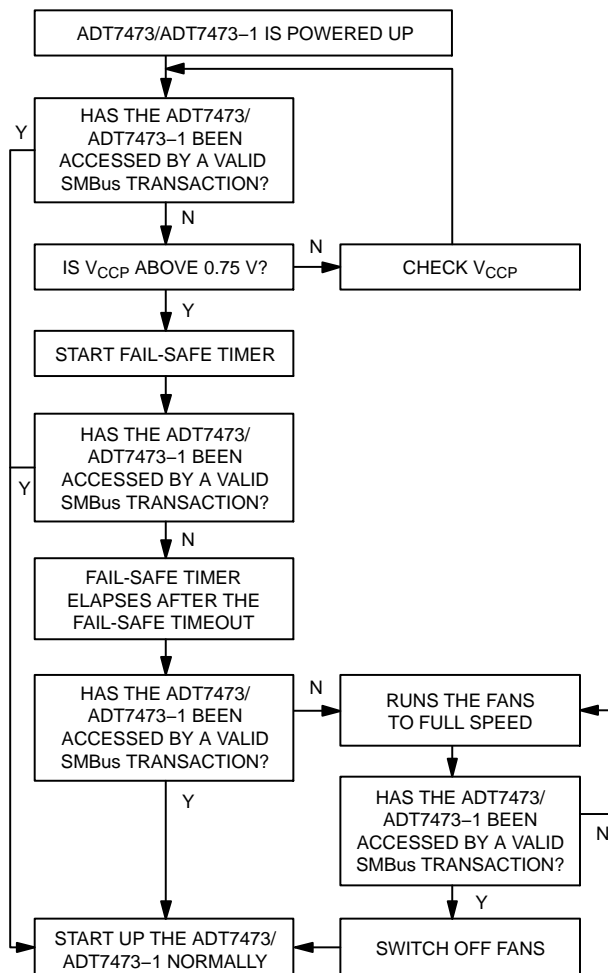 ADT7473/ADT7473–1 IS POWERED UP
HAS THE ADT7473/
ADT7473–1 BEEN
ACCESSED BY A VALID
SMBus TRANSACTION?
Y
N
IS VCCP ABOVE 0.75 V?
N
CHECK VCCP
Y
START FAIL-SAFE TIMER
HAS THE ADT7473/
ADT7473–1 BEEN
ACCESSED BY A VALID
SMBus TRANSACTION?
Y
N
FAIL-SAFE TIMER
ELAPSES AFTER THE
FAIL-SAFE TIMEOUT
HAS THE ADT7473/
ADT7473–1 BEEN
ACCESSED BY A VALID
SMBus TRANSACTION?
N
RUNS THE FANS
TO FULL SPEED
Y
HAS THE ADT7473/
ADT7473–1 BEEN
ACCESSED BY A VALID
SMBus TRANSACTION?
N
Y
START UP THE ADT7473/
ADT7473–1 NORMALLY
SWITCH OFF FANS